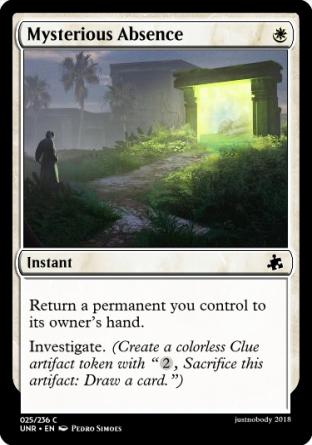 Mysterious Absence
Instant
Return a permanent you control to
its owner's hand.
Investigate. (Create a colorless Clue
artifact token with “2, Sacrifice this
artifact: Draw a card.”)
025/236 C
justnobody 2018
UNR • EN Pedro Simoes